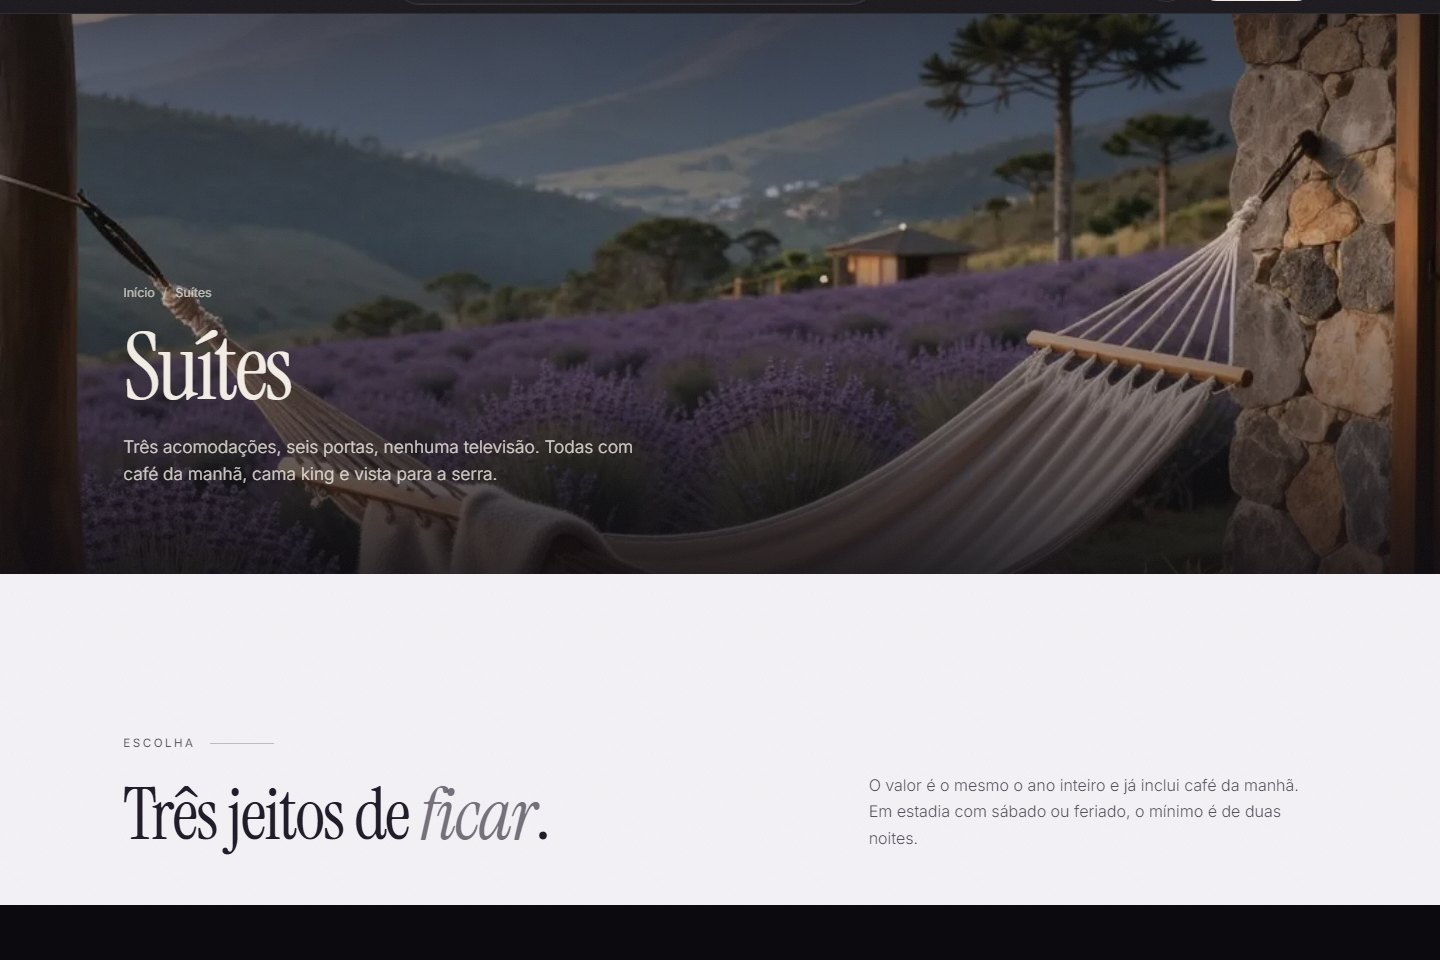 Início / Suítes
Suítes
Três acomodações, seis portas, nenhuma televisão. Todas com
café da manhã, cama king e vista para a serra.
ESCOLHA
Três jeitos de ficar.
O valor é o mesmo o ano inteiro e já inclui café da manhã.
Em estadia com sábado ou feriado, o mínimo é de duas
noites.